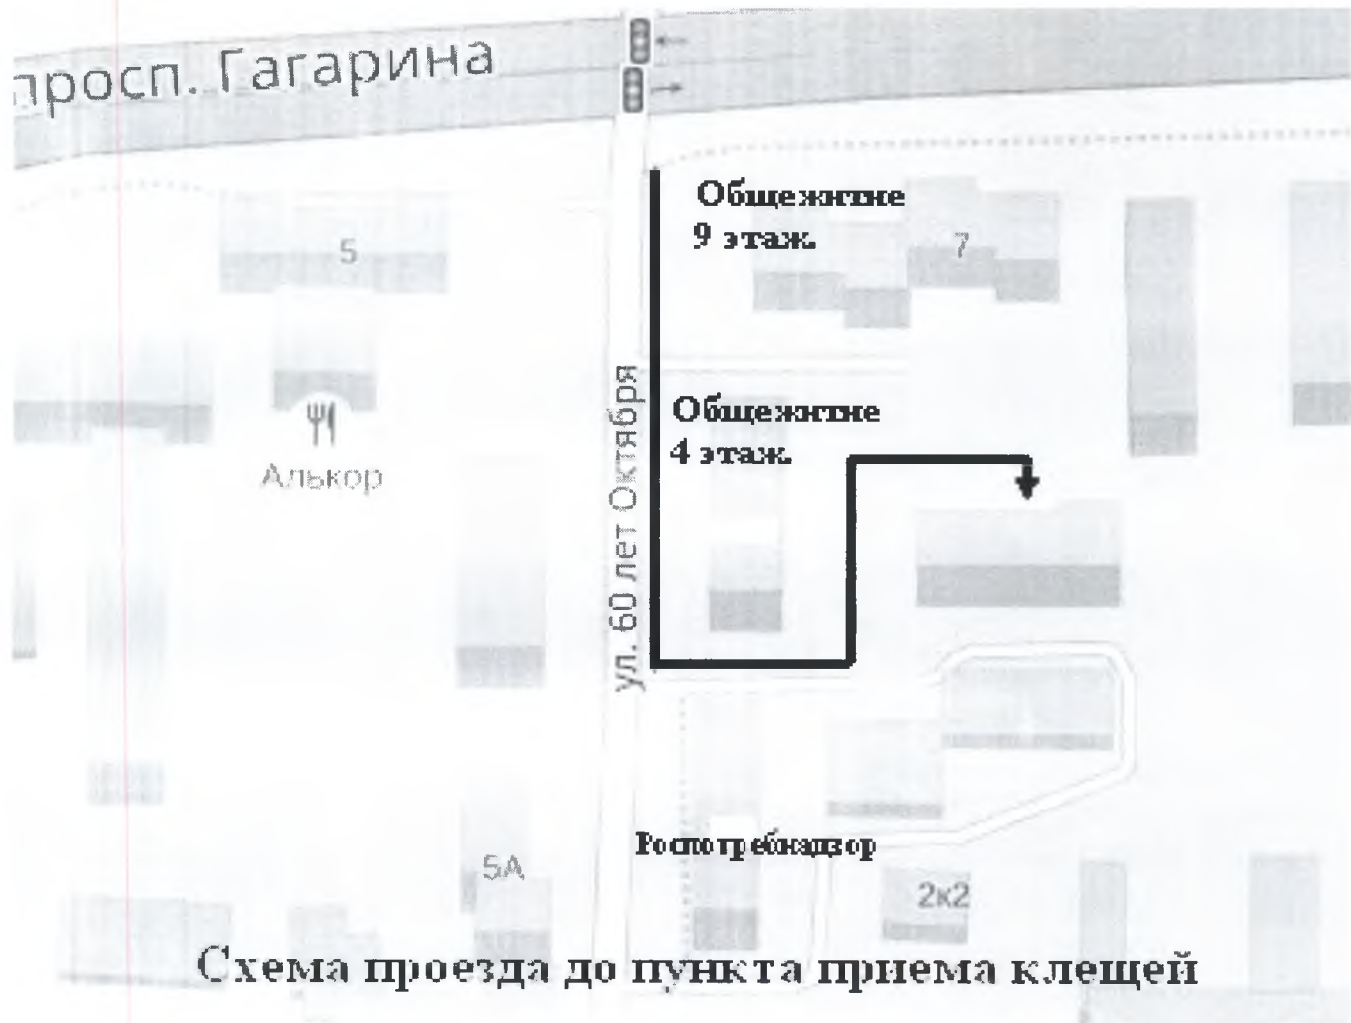 просп. Гагарина
Общежитие
9 этаж.
5
7
ул. 60 лет Октября
Общежитие
4 этаж.
Алькор
Роспотребнадзор
5А
2к2
Схема проезда до пункта приема клещей